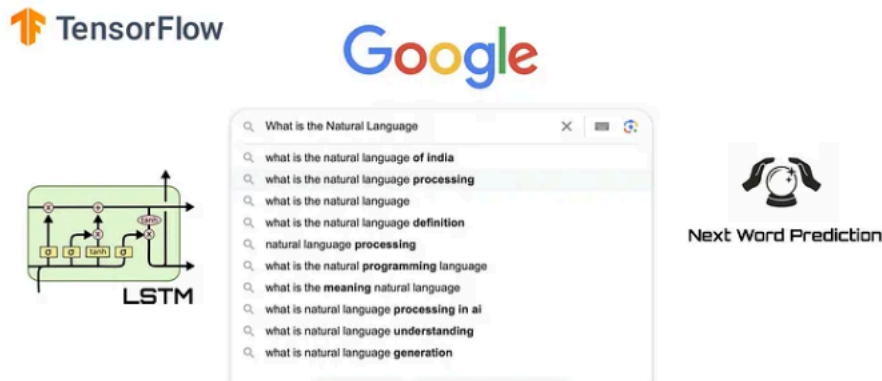 TensorFlow
Google
What is the Natural Language
what is the natural language of india
what is the natural language processing
what is the natural language
what is the natural language definition
natural language processing
what is the natural programming language
what is the meaning natural language
what is natural language processing in ai
what is natural language understanding
what is natural language generation
x
+
tanh
x
x
σ
σ
tanh
σ
LSTM
Next Word Prediction